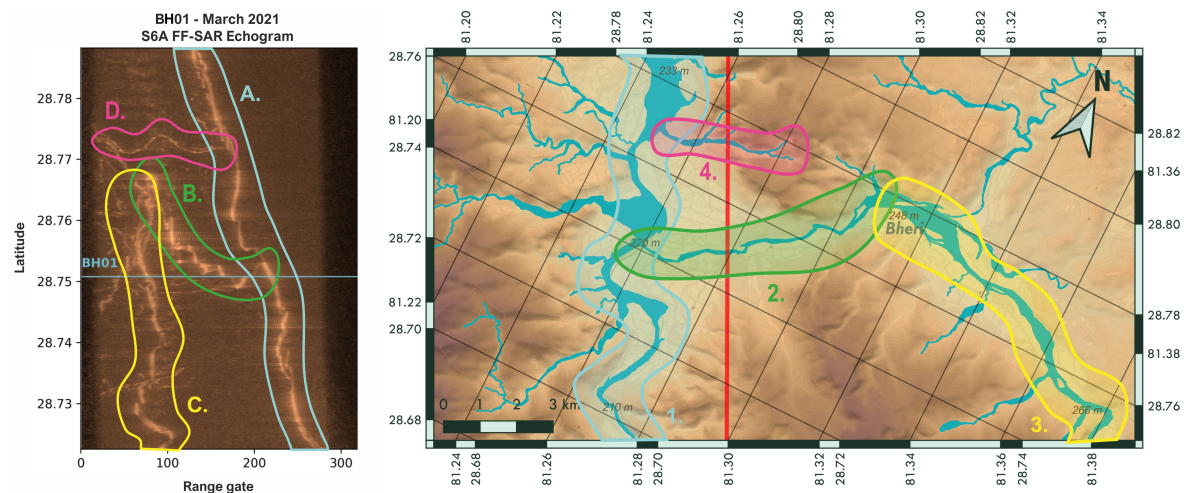 BH01 - March 2021
S6A FF-SAR Echogram
A.
D.
B.
BH01
C.
28.78
28.77
28.76
28.75
28.74
28.73
Latitude
0 100 200 300
Range gate
81.20 28.78 81.24 81.26 28.80 81.28 81.30 28.82 81.32 81.34
28.76
81.20
28.74
28.72
81.22
28.70
28.68
233 m
N
4.
220 m
248 m
Bheri
2.
0 1 2 3 km
210 m
1.
3.
266 m
28.82
81.36
28.80
28.78
81.38
28.76
81.24 28.68 81.26 81.28 28.70 81.30 81.32 28.72 81.34 81.36 28.74 81.38